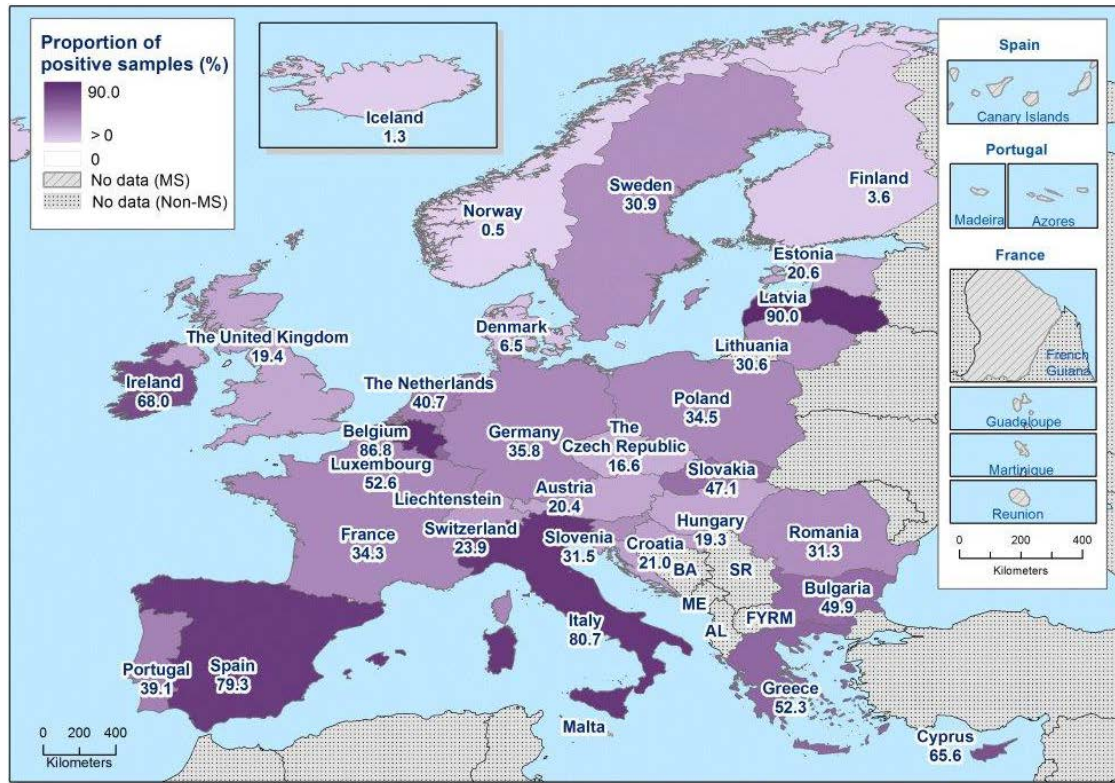 Proportion of
positive samples (%)
90.0
> 0
0
No data (MS)
No data (Non-MS)
Iceland
1.3
Norway
0.5
Sweden
30.9
Finland
3.6
Estonia
20.6
Latvia
90.0
Lithuania
30.6
Denmark
6.5
The United Kingdom
19.4
Ireland
68.0
The Netherlands
40.7
Belgium
86.8
Luxembourg
52.6
Germany
35.8
Poland
34.5
The
Czech Republic
16.6
Slovakia
47.1
Liechtenstein
Austria
20.4
France
34.3
Switzerland
23.9
Slovenia
31.5
Hungary
19.3
Croatia
21.0
Romania
31.3
BA
SR
ME
Bulgaria
49.9
FYRM
AL
Italy
80.7
Portugal
39.1
Spain
79.3
Greece
52.3
Malta
Cyprus
65.6
0 200 400
Kilometers
Spain
Canary Islands
Portugal
Madeira
Azores
France
French
Guiana
Guadeloupe
Martinique
Reunion
0 200 400
Kilometers